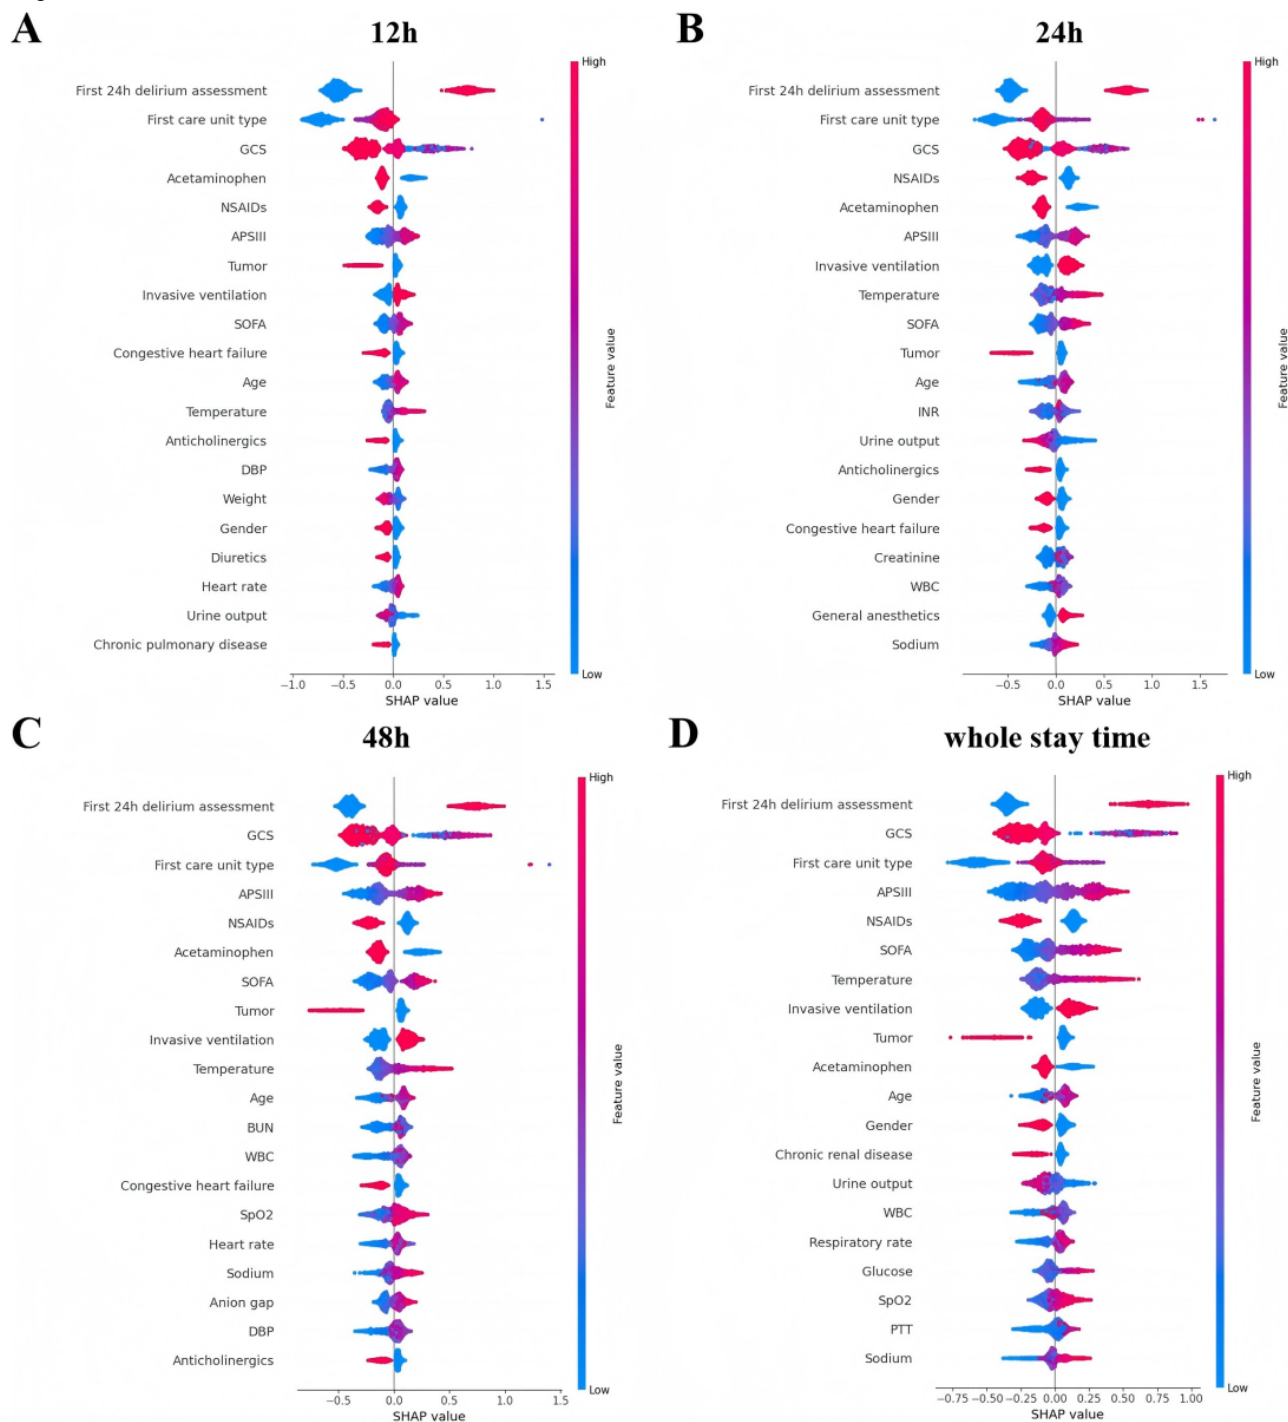 A
12h
High
First 24h delirium assessment
First care unit type
GCS
Acetaminophen
NSAIDs
APSIII
Tumor
Invasive ventilation
SOFA
Congestive heart failure
Age
Temperature
Anticholinergics
DBP
Weight
Gender
Diuretics
Heart rate
Urine output
Chronic pulmonary disease
Feature value
Low
−1.0 −0.5 0.0 0.5 1.0 1.5
SHAP value
B
24h
High
First 24h delirium assessment
First care unit type
GCS
NSAIDs
Acetaminophen
APSIII
Invasive ventilation
Temperature
SOFA
Tumor
Age
INR
Urine output
Anticholinergics
Gender
Congestive heart failure
Creatinine
WBC
General anesthetics
Sodium
Feature value
Low
−0.5 0.0 0.5 1.0 1.5
SHAP value
C
48h
High
First 24h delirium assessment
GCS
First care unit type
APSIII
NSAIDs
Acetaminophen
SOFA
Tumor
Invasive ventilation
Temperature
Age
BUN
WBC
Congestive heart failure
SpO2
Heart rate
Sodium
Anion gap
DBP
Anticholinergics
Feature value
Low
−0.5 0.0 0.5 1.0 1.5
SHAP value
D
whole stay time
High
First 24h delirium assessment
GCS
First care unit type
APSIII
NSAIDs
SOFA
Temperature
Invasive ventilation
Tumor
Acetaminophen
Age
Gender
Chronic renal disease
Urine output
WBC
Respiratory rate
Glucose
SpO2
PTT
Sodium
Feature value
Low
−0.75 −0.50 −0.25 0.00 0.25 0.50 0.75 1.00
SHAP value